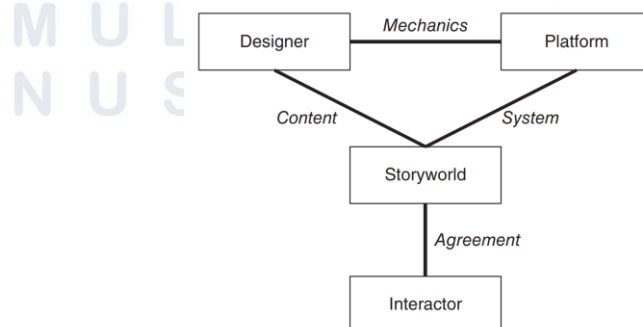 M U L
N U S
Mechanics
Designer
Platform
Content
System
Storyworld
Agreement
Interactor